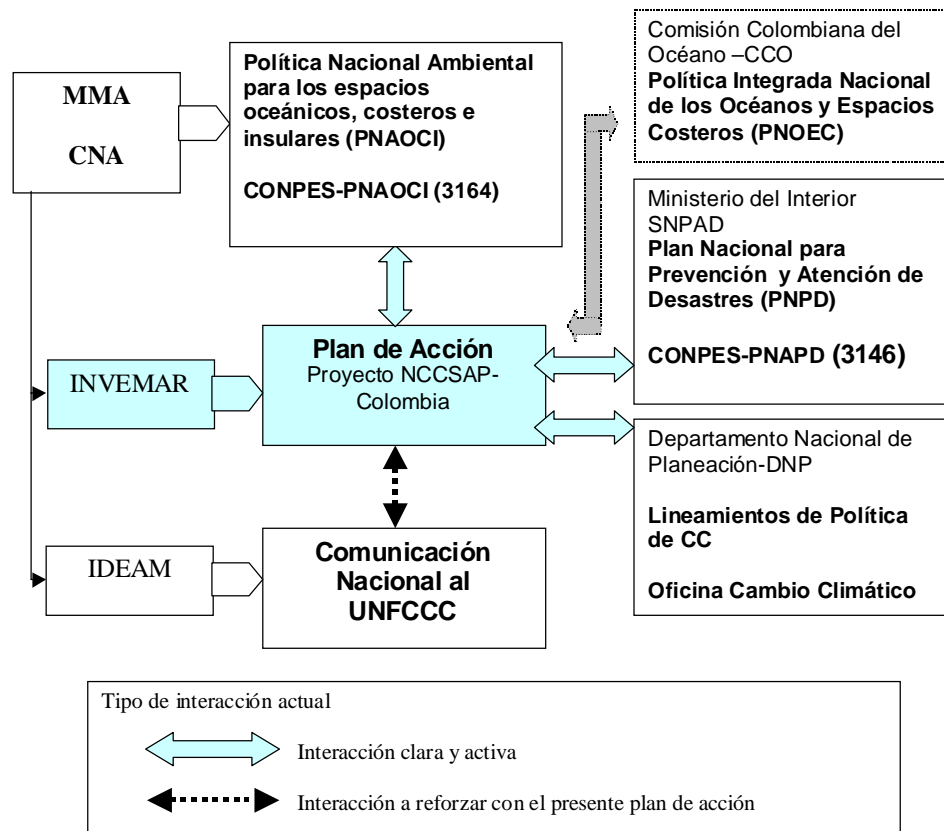 MMA
CNA
Política Nacional Ambiental
para los espacios
oceánicos, costeros e
insulares (PNAOCI)
CONPES-PNAOCI (3164)
Comisión Colombiana del
Océano –CCO
Política Integrada Nacional
de los Océanos y Espacios
Costeros (PNOEC)
Ministerio del Interior
SNPAD
Plan Nacional para
Prevención y Atención de
Desastres (PNPD)
CONPES-PNAPD (3146)
INVEMAR
Plan de Acción
Proyecto NCCSAP-
Colombia
Departamento Nacional de
Planeación-DNP
Lineamientos de Política
de CC
Oficina Cambio Climático
IDEAM
Comunicación
Nacional al
UNFCCC
Tipo de interacción actual
Interacción clara y activa
Interacción a reforzar con el presente plan de acción